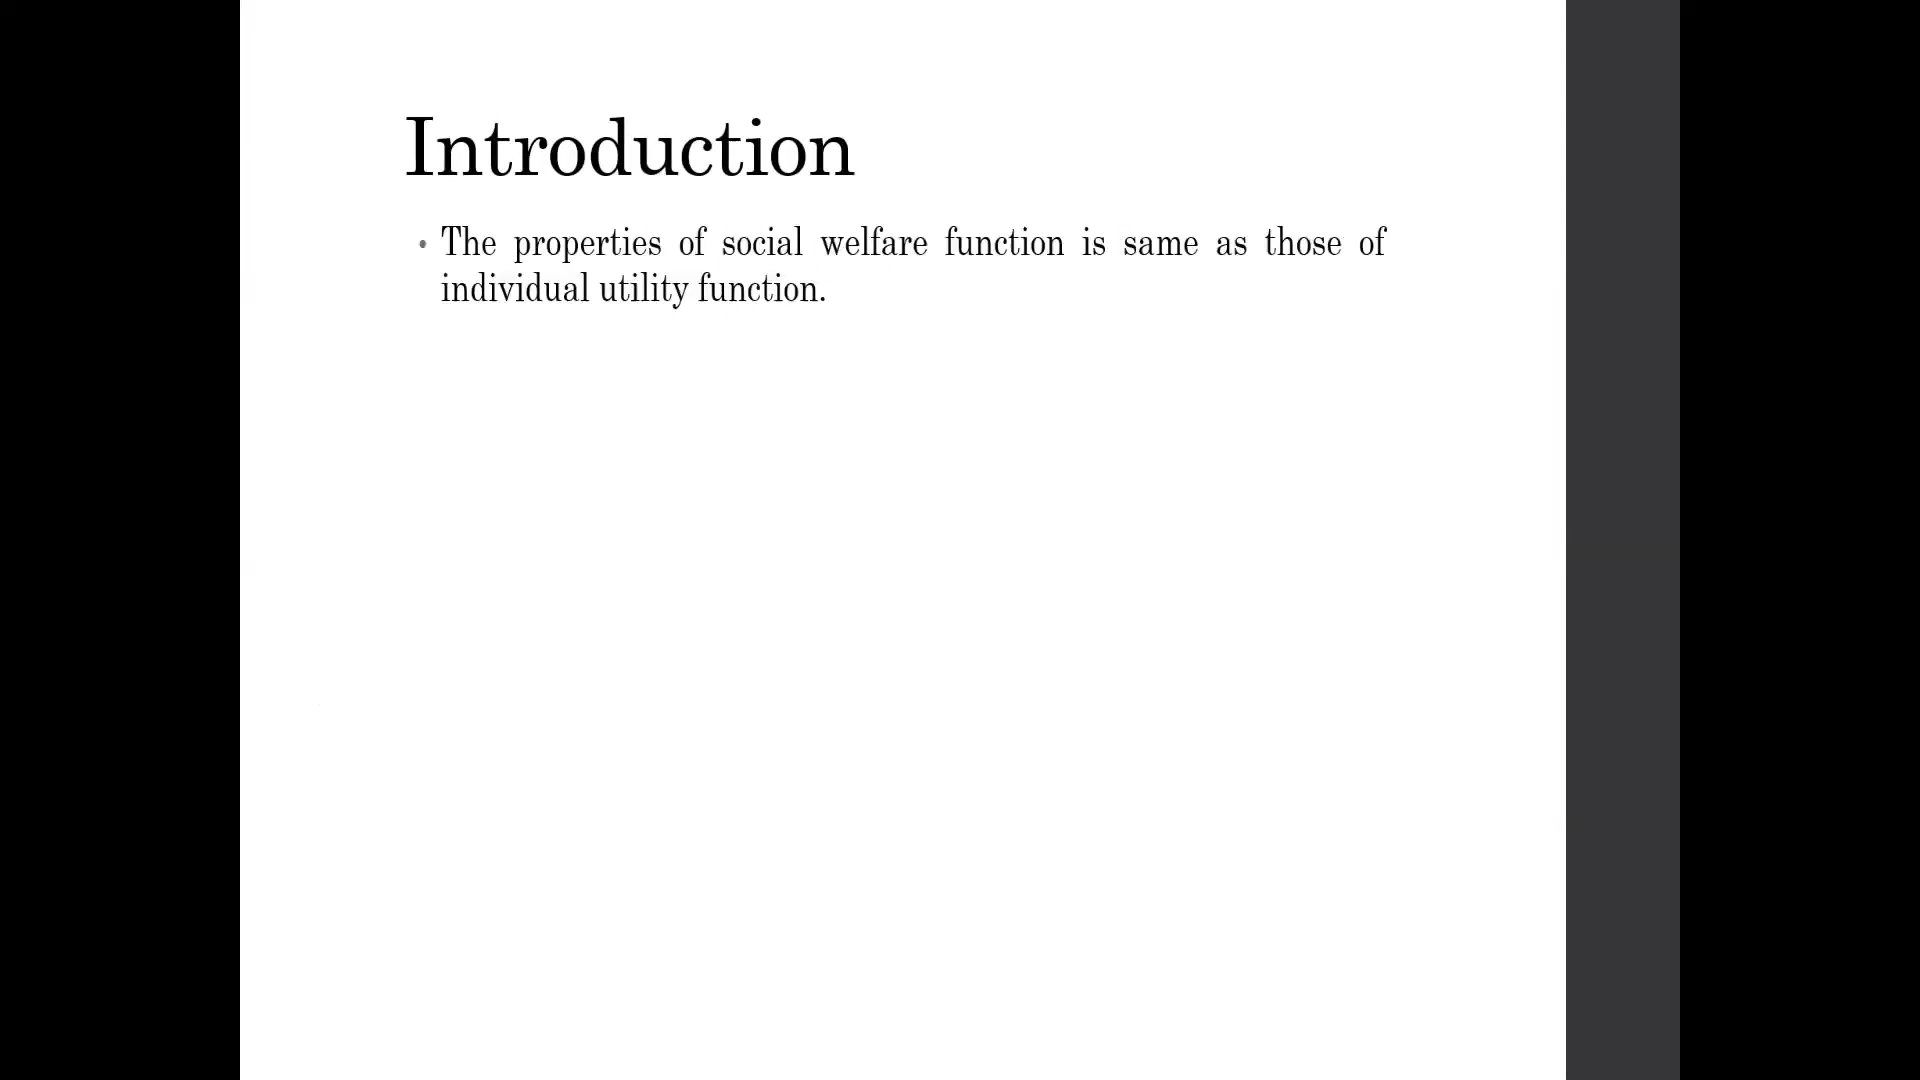 Introduction
• The properties of social welfare function is same as those of
individual utility function.